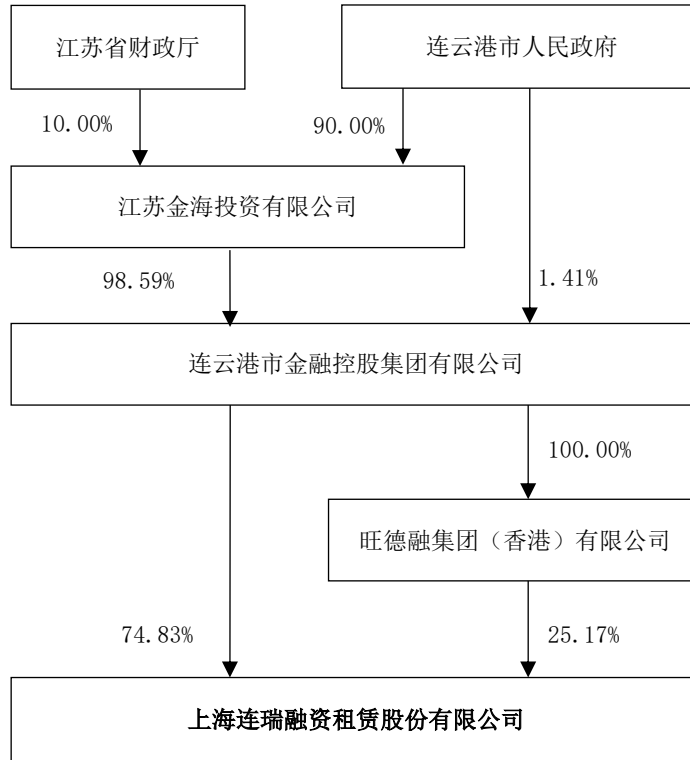 江苏省财政厅
连云港市人民政府
10.00%
90.00%
江苏金海投资有限公司
98.59%
1.41%
连云港市金融控股集团有限公司
100.00%
旺德融集团（香港）有限公司
74.83%
25.17%
上海连瑞融资租赁股份有限公司